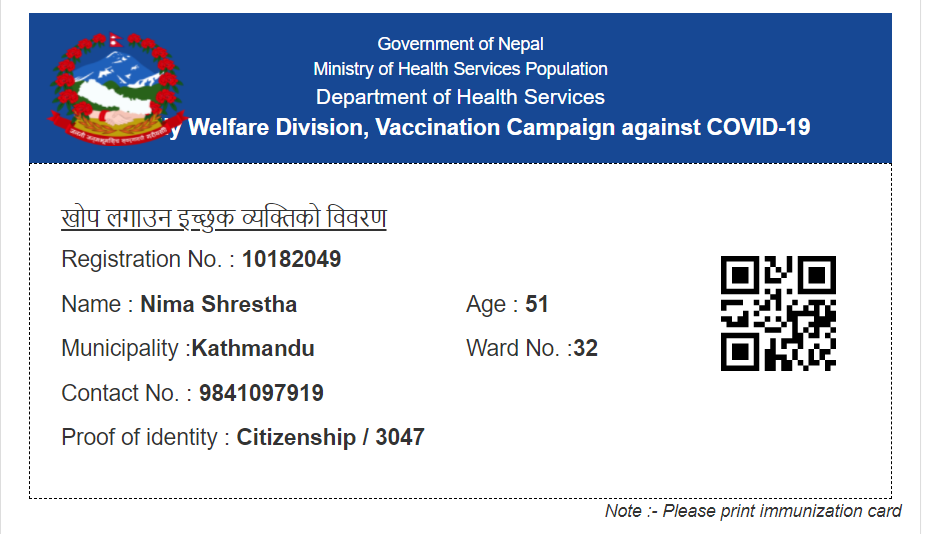 Government of Nepal
Ministry of Health Services Population
Department of Health Services
y Welfare Division, Vaccination Campaign against COVID-19
खोप लगाउन इच्छुक व्यक्तिको विवरण
Registration No. : 10182049
Name : Nima Shrestha Age : 51
Municipality :Kathmandu Ward No. :32
Contact No. : 9841097919
Proof of identity : Citizenship / 3047
Note :- Please print immunization card